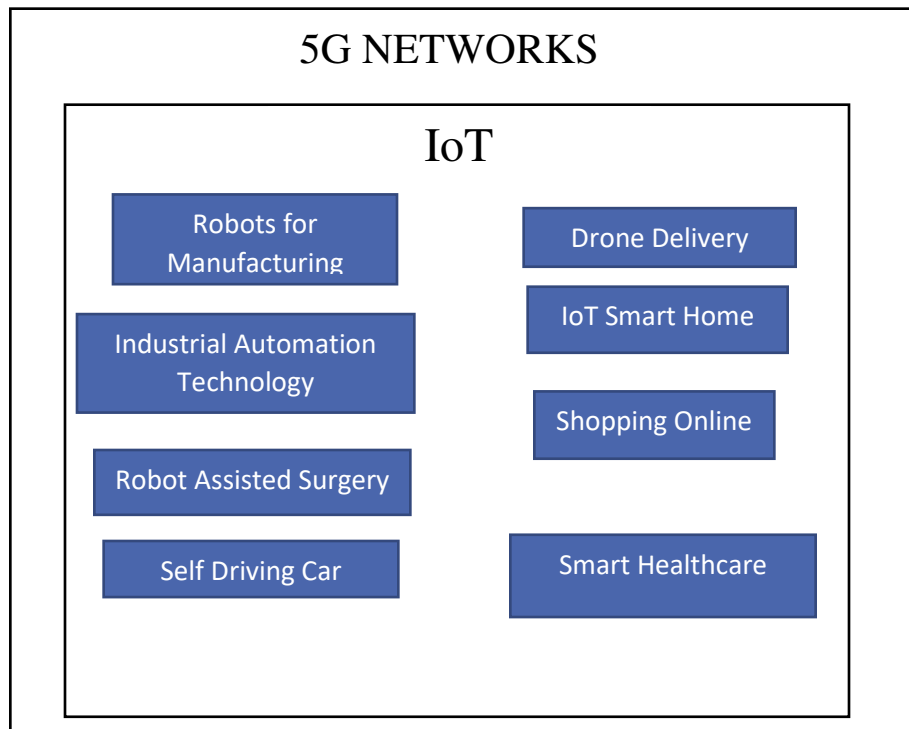 5G NETWORKS
IoT
Robots for
Manufacturing
Industrial Automation
Technology
Robot Assisted Surgery
Self Driving Car
Drone Delivery
IoT Smart Home
Shopping Online
Smart Healthcare